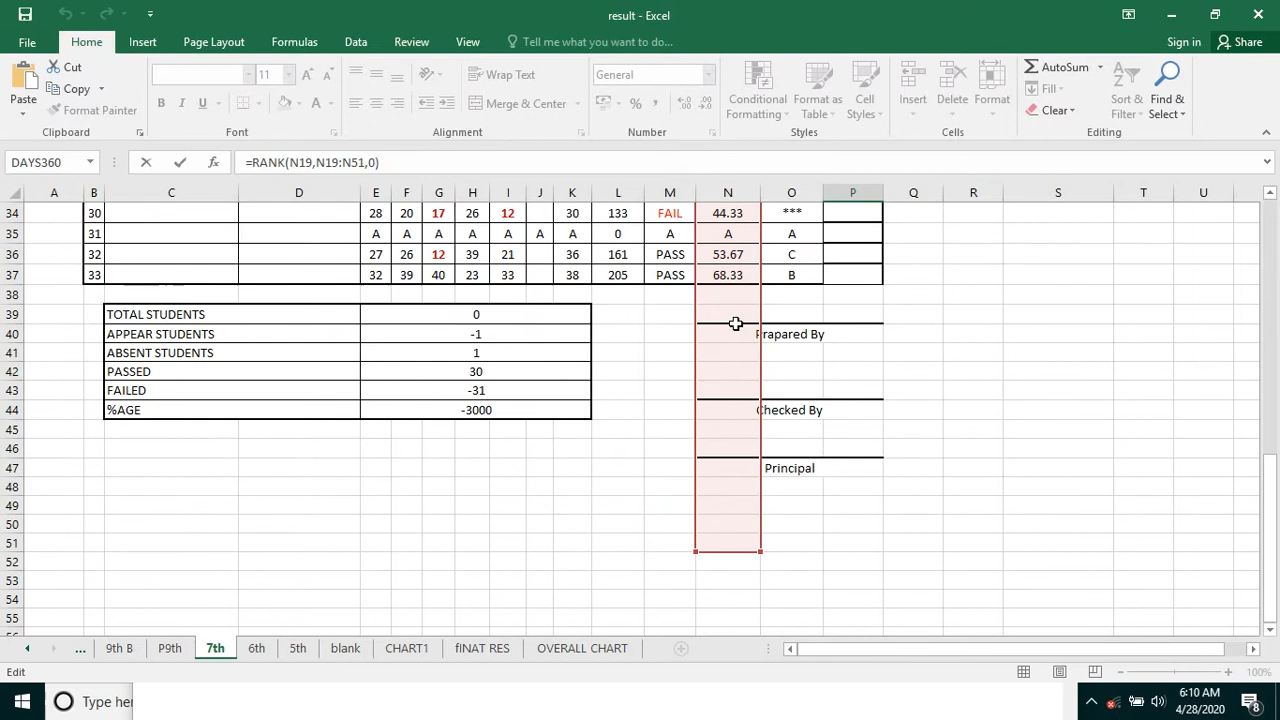 result - Excel
Sign in
Share
File Home Insert Page Layout Formulas Data Review View Tell me what you want to do...
Paste
Cut
Copy
Format Painter
Clipboard
11
B I U
Font
Wrap Text
Merge & Center
Alignment
General
Number
Conditional Formatting
Format as Table
Cell Styles
Styles
Insert
Delete
Format
Cells
AutoSum
Fill
Clear
Sort & Filter
Find & Select
Editing
DAYS360
=RANK(N19,N19:N51,0)
A B C D E F G H I J K L M N O P Q R S T U
34 30 28 20 17 26 12 30 133 FAIL 44.33 ***
35 31 A A A A A A A 0 A A A
36 32 27 26 12 39 21 36 161 PASS 53.67 C
37 33 32 39 40 23 33 38 205 PASS 68.33 B
38
39 TOTAL STUDENTS 0
40 APPEAR STUDENTS -1 Prapared By
41 ABSENT STUDENTS 1
42 PASSED 30
43 FAILED -31
44 %AGE -3000 Checked By
45
46
47 Principal
48
49
50
51
52
53
54
55
... 9th B P9th 7th 6th 5th blank CHART1 fINAT RES OVERALL CHART
Edit
100%
Type her
6:10 AM
4/28/2020
8